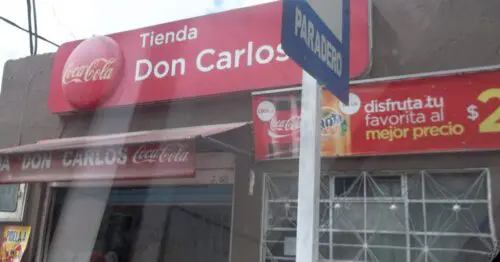 Tienda
Don Carlos
Coca-Cola
PARADERO
DON CARLOS Coca-Cola
Coca-Cola
disfruta tu
favorita al
mejor precio
$2